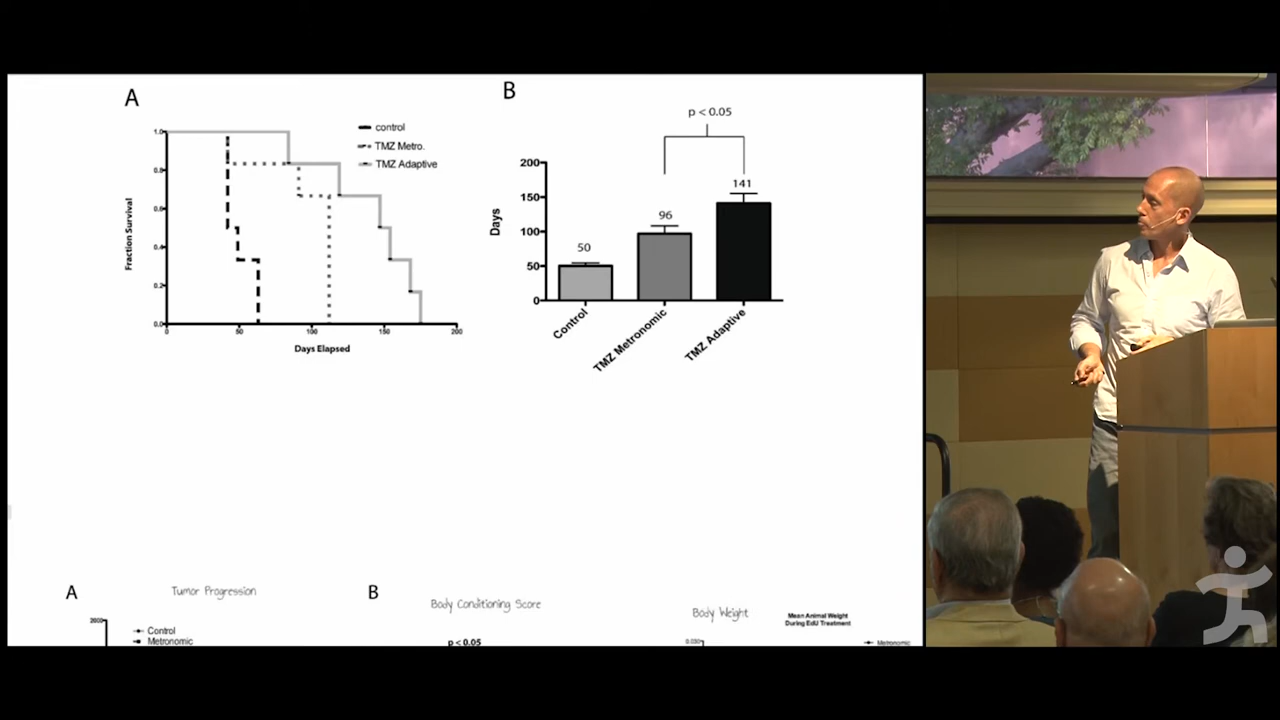 A
control
TMZ Metro.
TMZ Adaptive
1.0
0.8
0.6
0.4
0.2
0.0
Fraction Survival
0
50
100
150
200
Days Elapsed
B
p < 0.05
200
150
100
50
0
Days
50
96
141
Control
TMZ Metronomic
TMZ Adaptive
A
Tumor Progression
2000
Control
Metronomic
B
Body Conditioning Score
p < 0.05
Body Weight
0.030
Mean Animal Weight
During EdU Treatment
Metronomic